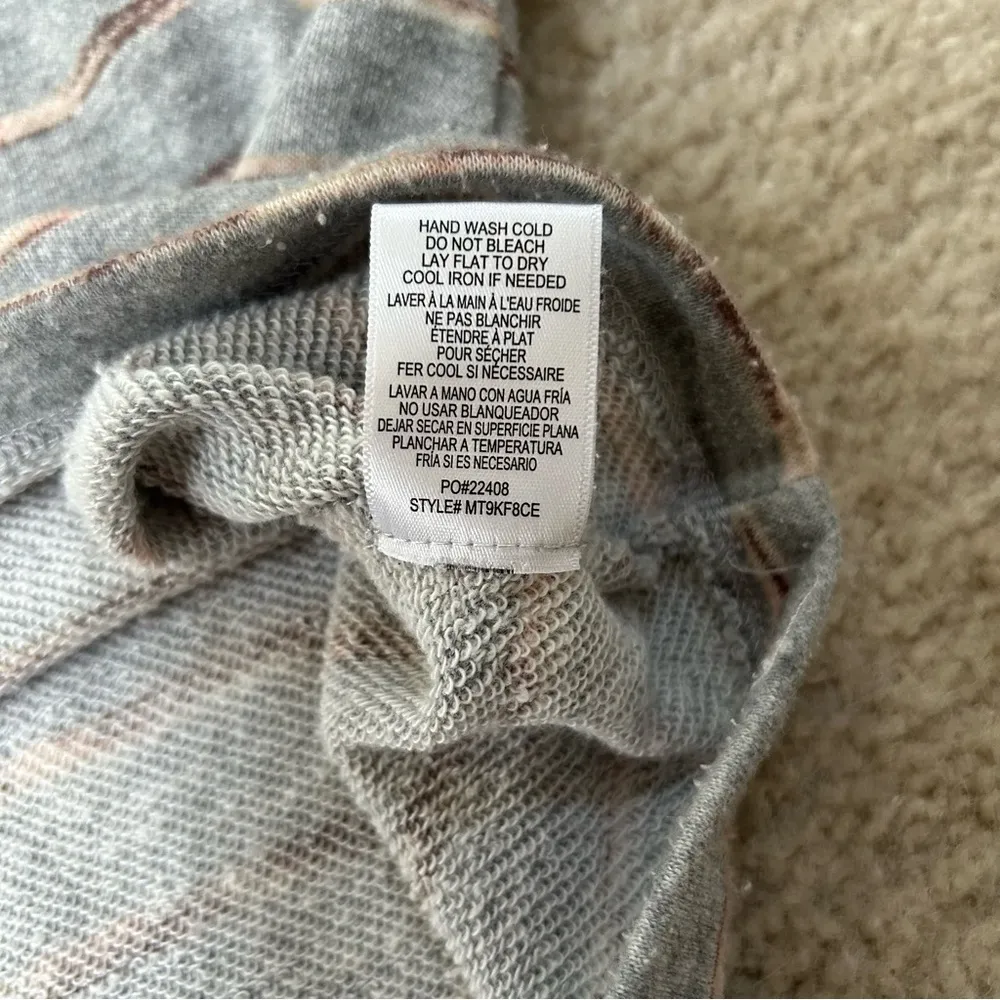 HAND WASH COLD
DO NOT BLEACH
LAY FLAT TO DRY
COOL IRON IF NEEDED
LAVER À LA MAIN À L'EAU FROIDE
NE PAS BLANCHIR
ÉTENDRE À PLAT
POUR SÉCHER
FER COOL SI NÉCESSAIRE
LAVAR A MANO CON AGUA FRÍA
NO USAR BLANQUEADOR
DEJAR SECAR EN SUPERFICIE PLANA
PLANCHAR A TEMPERATURA
FRÍA SI ES NECESARIO
PO#22408
STYLE# MT9KF8CE